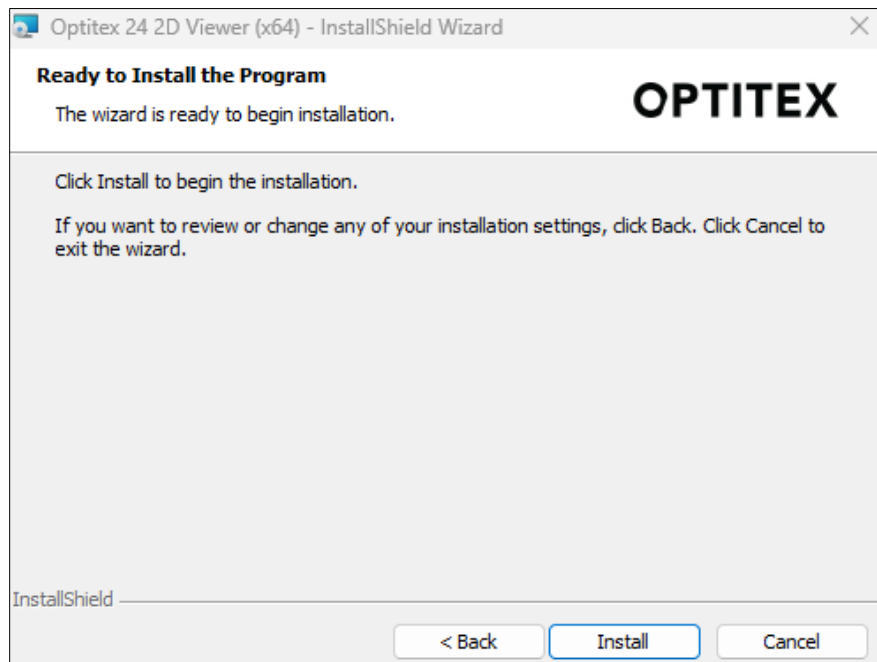 Optitex 24 2D Viewer (x64) - InstallShield Wizard
Ready to Install the Program
The wizard is ready to begin installation.
OPTITEX
Click Install to begin the installation.
If you want to review or change any of your installation settings, click Back. Click Cancel to
exit the wizard.
InstallShield
< Back
Install
Cancel